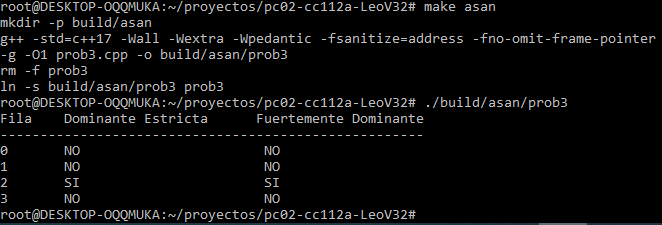 root@DESKTOP-OQQMUKA:~/proyectos/pc02-cc112a-LeoV32# make asan
mkdir -p build/asan
g++ -std=c++17 -Wall -Wextra -Wpedantic -fsanitize=address -fno-omit-frame-pointer
-g -O1 prob3.cpp -o build/asan/prob3
rm -f prob3
ln -s build/asan/prob3 prob3
root@DESKTOP-OQQMUKA:~/proyectos/pc02-cc112a-LeoV32# ./build/asan/prob3
Fila    Dominante Estricta      Fuertemente Dominante
-----------------------------------------------------
0       NO                       NO
1       NO                       NO
2       SI                       SI
3       NO                       NO
root@DESKTOP-OQQMUKA:~/proyectos/pc02-cc112a-LeoV32#